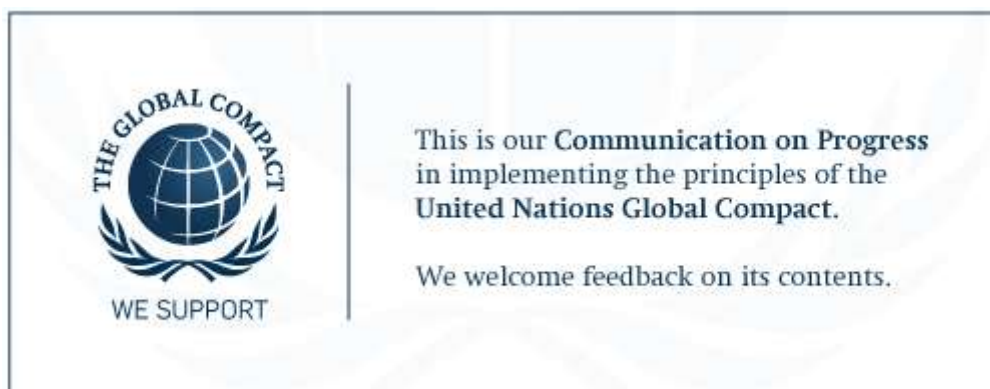 THE GLOBAL COMPACT
WE SUPPORT
This is our Communication on Progress
in implementing the principles of the
United Nations Global Compact.
We welcome feedback on its contents.